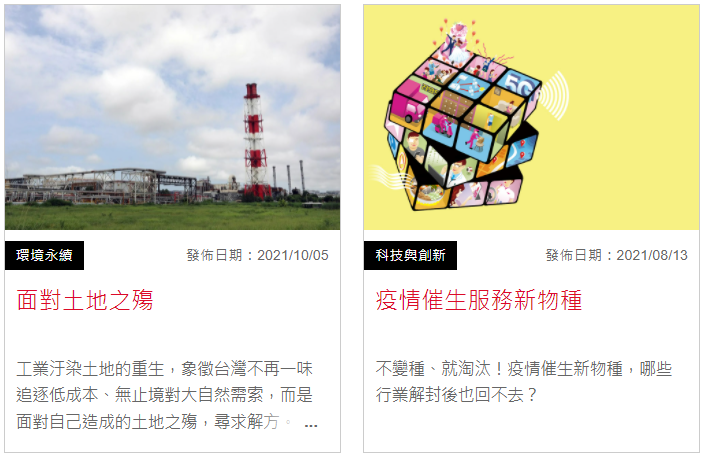 環境永續
發佈日期：2021/10/05
面對土地之殤
工業汙染土地的重生，象徵台灣不再一味
追逐低成本、無止境對大自然需索，而是
面對自己造成的土地之殤，尋求解方。 ...
5G
科技與創新
發佈日期：2021/08/13
疫情催生服務新物種
不變種、就淘汰！疫情催生新物種，哪些
行業解封後也回不去？